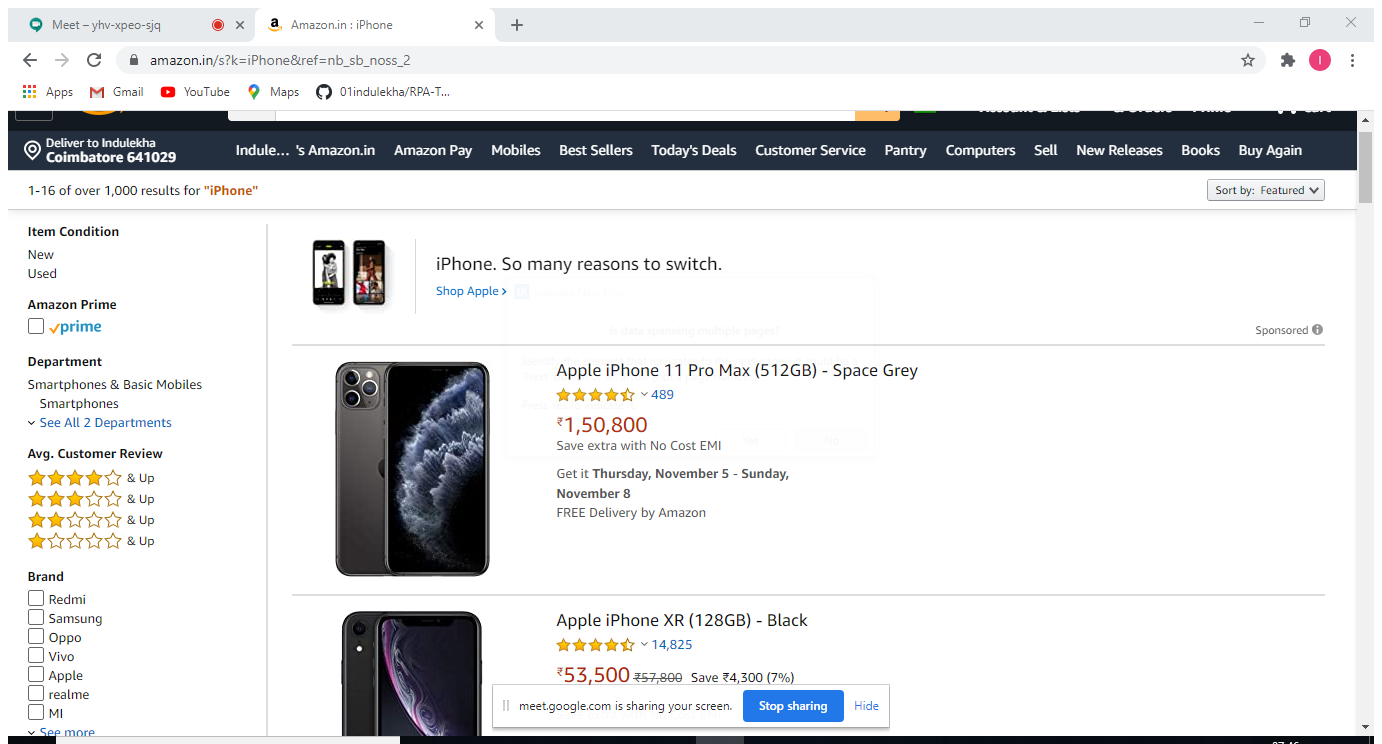 Meet – yhv-xpeo-sjq
Amazon.in : iPhone
amazon.in/s?k=iPhone&ref=nb_sb_noss_2
I
Apps Gmail YouTube Maps 01indulekha/RPA-T...
Deliver to Indulekha
Coimbatore 641029
Indule... 's Amazon.in Amazon Pay Mobiles Best Sellers Today's Deals Customer Service Pantry Computers Sell New Releases Books Buy Again
1-16 of over 1,000 results for "iPhone"
Sort by: Featured
Item Condition
New
Used
Amazon Prime
prime
Department
Smartphones & Basic Mobiles
Smartphones
See All 2 Departments
Avg. Customer Review
& Up
& Up
& Up
& Up
Brand
Redmi
Samsung
Oppo
Vivo
Apple
realme
MI
See more
iPhone. So many reasons to switch.
Shop Apple ›
Is data spanning multiple pages?
Yes No
Sponsored
Apple iPhone 11 Pro Max (512GB) - Space Grey
489
₹1,50,800
Save extra with No Cost EMI
Get it Thursday, November 5 - Sunday,
November 8
FREE Delivery by Amazon
Apple iPhone XR (128GB) - Black
14,825
₹53,500 ₹57,800 Save ₹4,300 (7%)
meet.google.com is sharing your screen. Stop sharing Hide